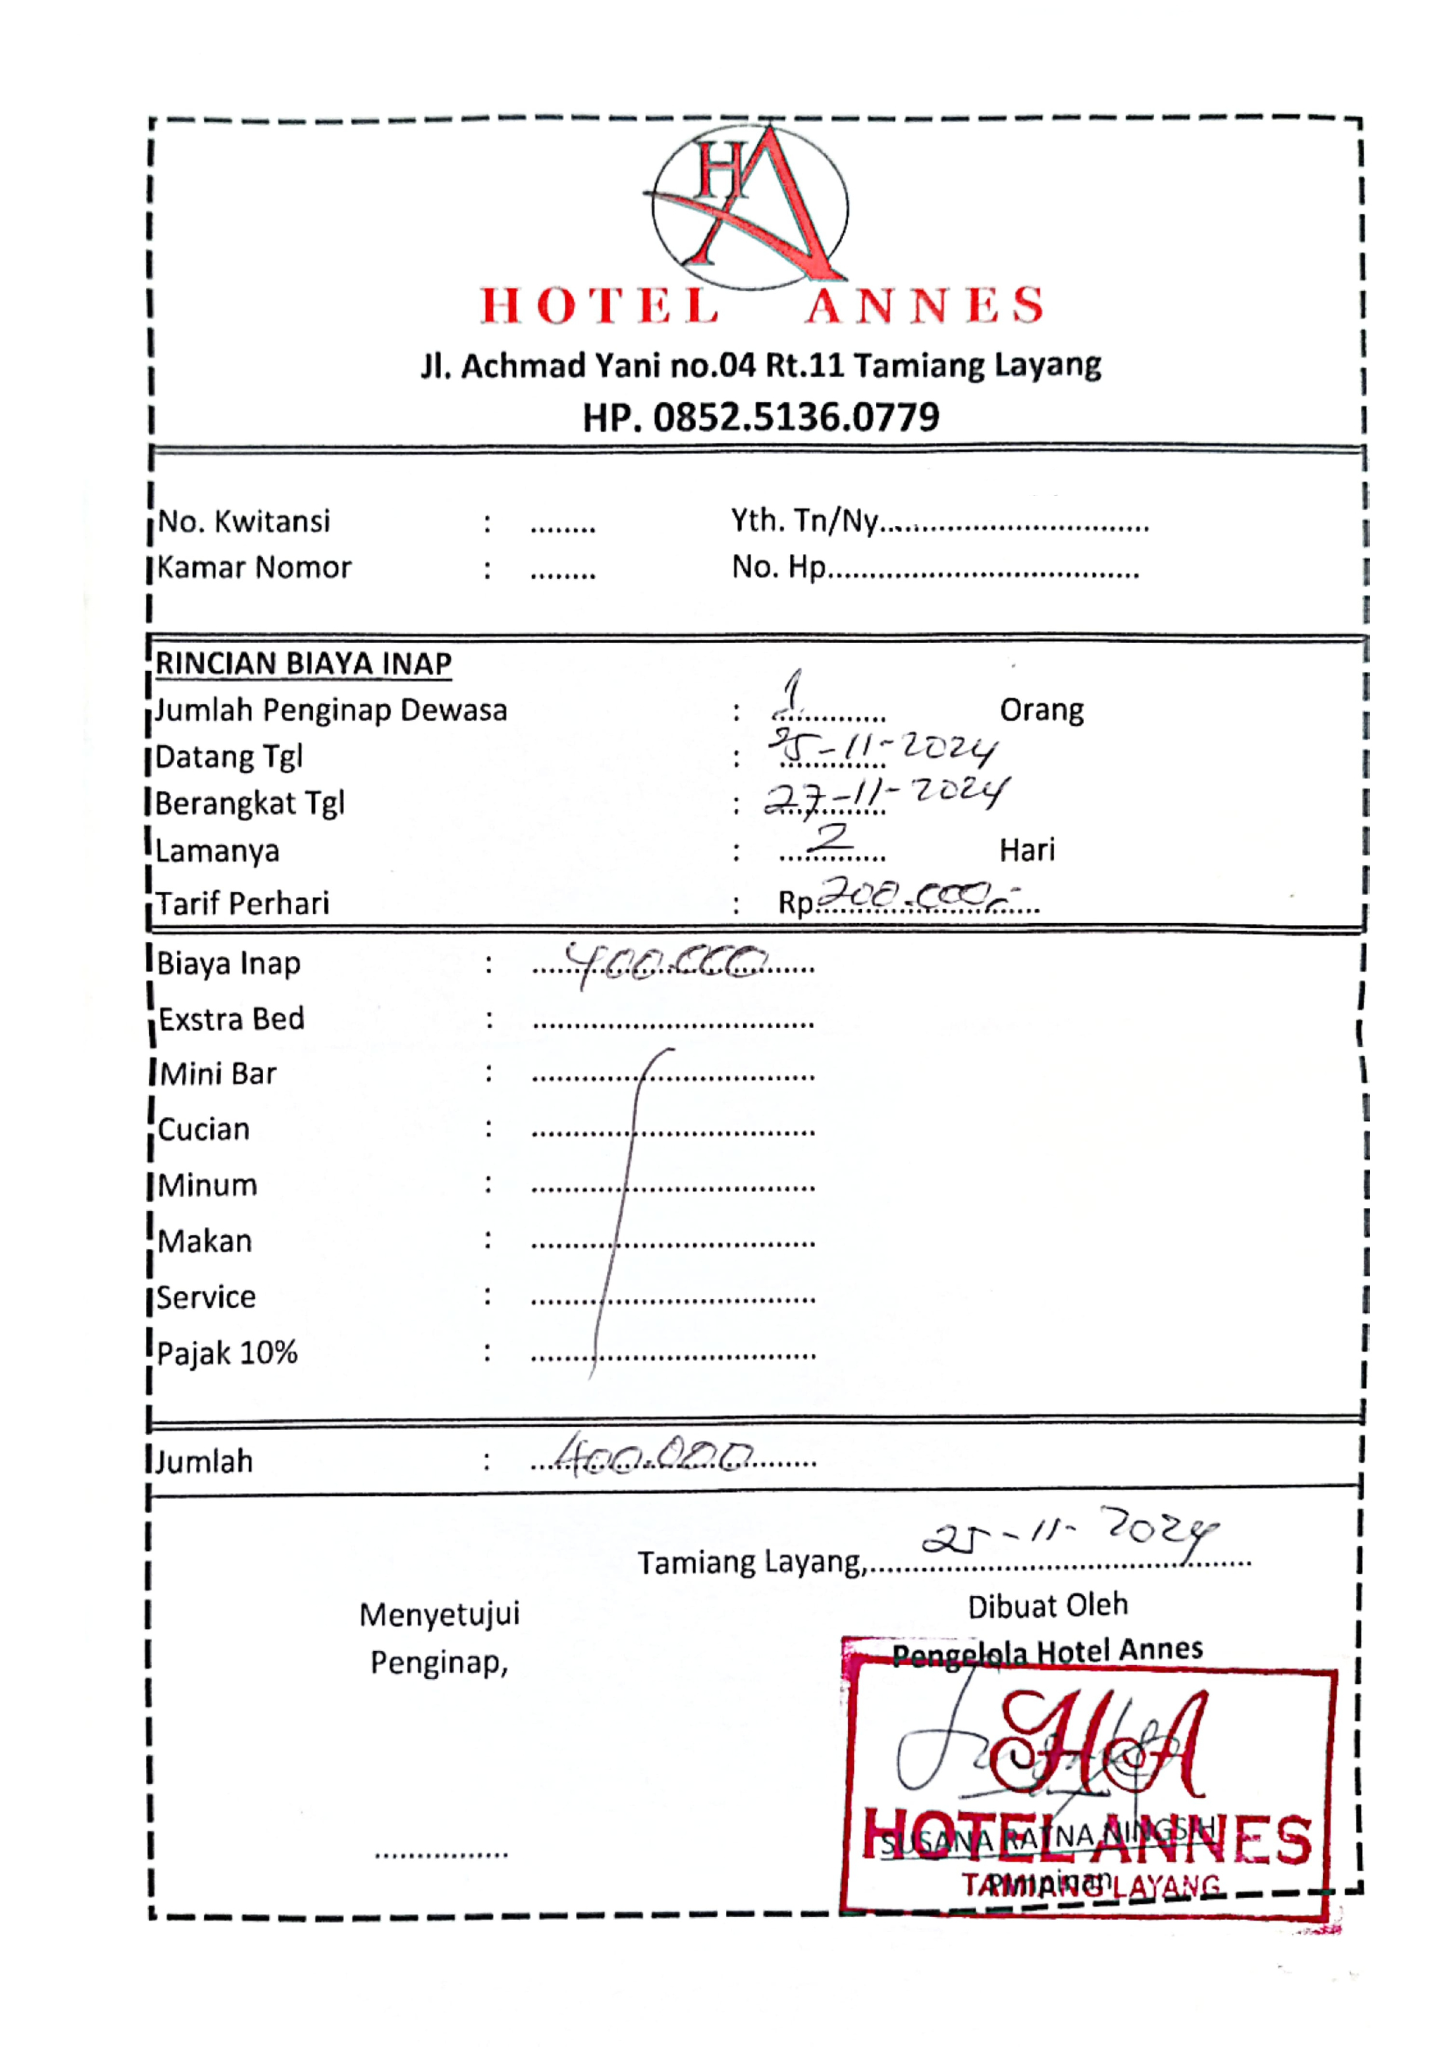 HA
HOTEL ANNES
Jl. Achmad Yani no.04 Rt.11 Tamiang Layang
HP. 0852.5136.0779
No. Kwitansi : ........ Yth. Tn/Ny..............................
Kamar Nomor : ........ No. Hp.......................................
RINCIAN BIAYA INAP
Jumlah Penginap Dewasa : 1 Orang
Datang Tgl : 25-11-2024
Berangkat Tgl : 27-11-2024
Lamanya : 2 Hari
Tarif Perhari : Rp 200.000,-
Biaya Inap : 400.000
Exstra Bed : ....................................
Mini Bar : ....................................
Cucian : ....................................
Minum : ....................................
Makan : ....................................
Service : ....................................
Pajak 10% : ....................................
Jumlah : 400.000
Tamiang Layang, 25-11-2024
Menyetujui Dibuat Oleh
Penginap, Pengelola Hotel Annes
HA
HOTEL ANNES
SUSANA RATNA NINGSIH
Pimpinan
TAMIANG LAYANG